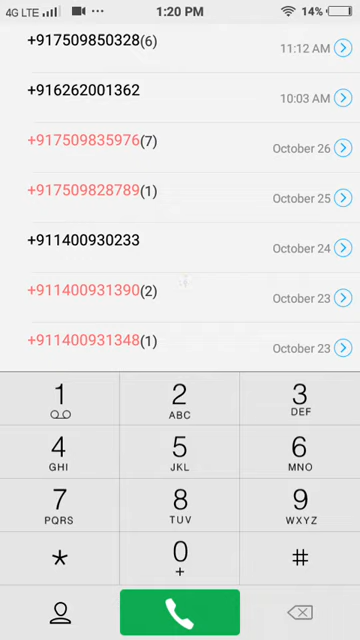 4G LTE 1:20 PM 14%
+917509850328(6) 11:12 AM
+916262001362 10:03 AM
+917509835976(7) October 26
+917509828789(1) October 25
+911400930233 October 24
+911400931390(2) October 23
+911400931348(1) October 23
1 2 3
ABC DEF
4 5 6
GHI JKL MNO
7 8 9
PQRS TUV WXYZ
* 0 #
+